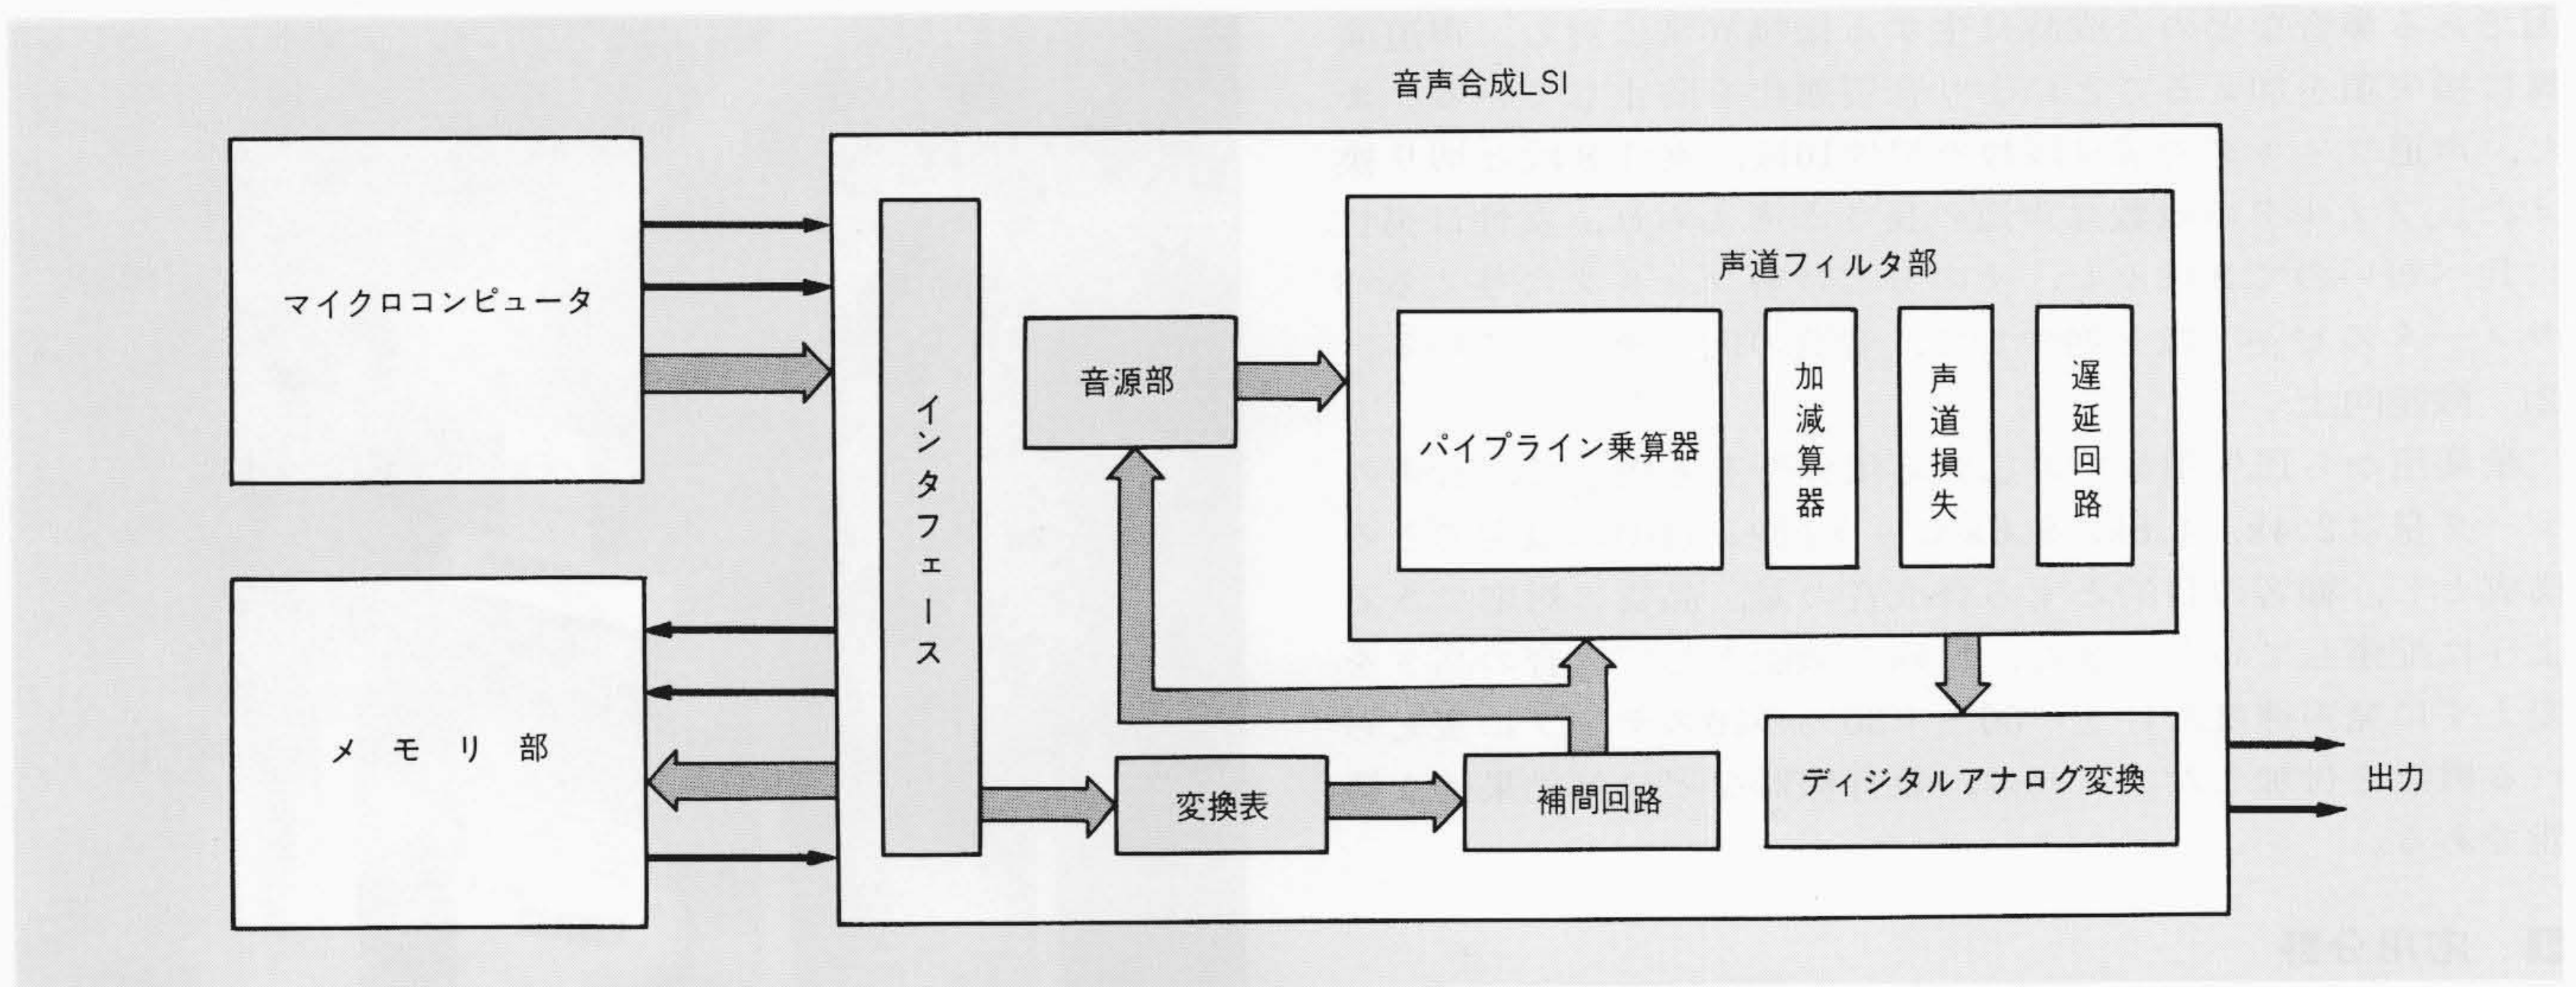 音声合成LSI
マイクロコンピュータ
メモリ部
インタフェース
音源部
声道フィルタ部
パイプライン乗算器
加減算器
声道損失
遅延回路
変換表
補間回路
ディジタルアナログ変換
出力